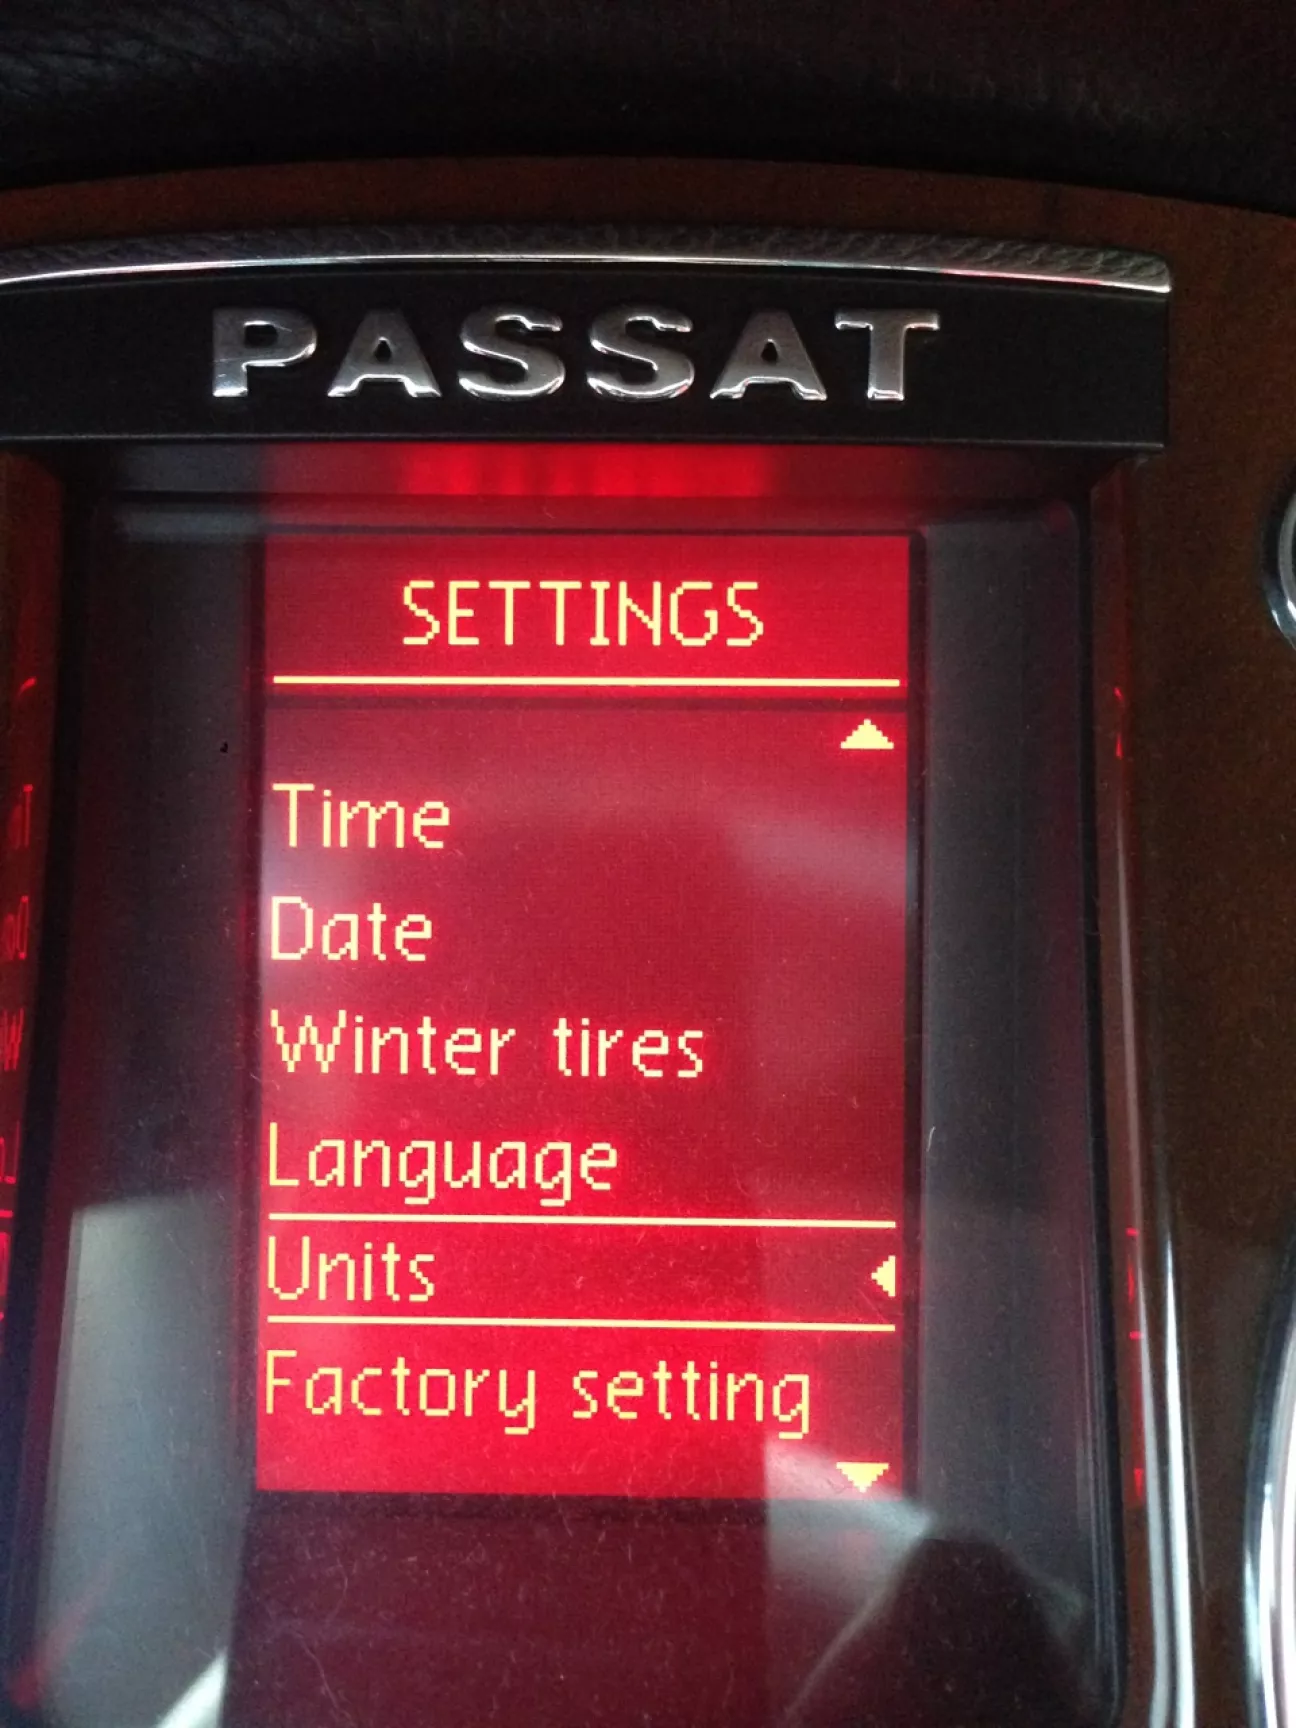 PASSAT
SETTINGS
Time
Date
Winter tires
Language
Units
Factory setting